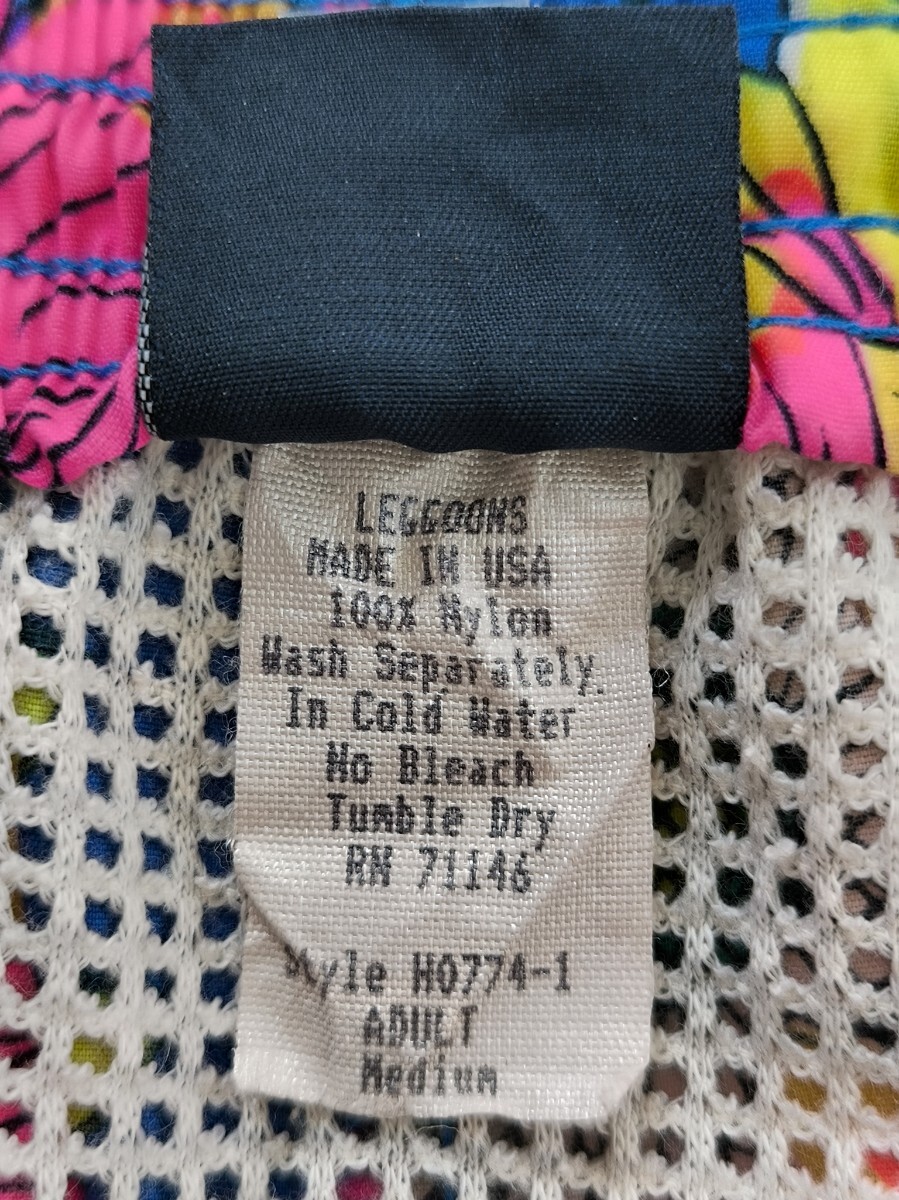 LEGGOONS
MADE IN USA
100% Nylon
Wash Separately.
In Cold Water
No Bleach
Tumble Dry
RN 71146
Style H0774-1
ADULT
Medium